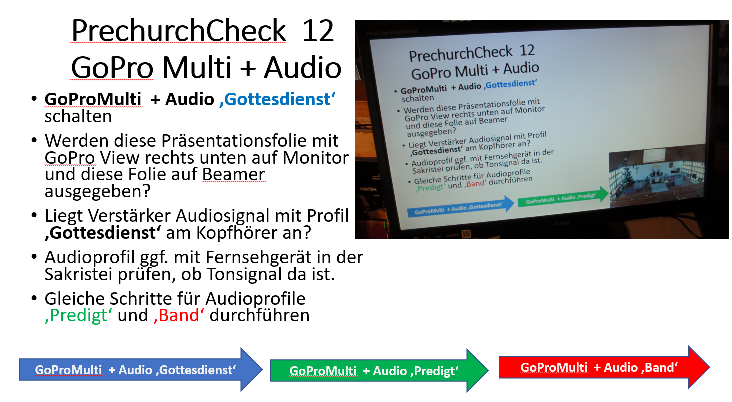 PrechurchCheck 12
GoPro Multi + Audio
• GoProMulti + Audio ‚Gottesdienst‘
schalten
• Werden diese Präsentationsfolie mit
GoPro View rechts unten auf Monitor
und diese Folie auf Beamer
ausgegeben?
• Liegt Verstärker Audiosignal mit Profil
‚Gottesdienst‘ am Kopfhörer an?
• Audioprofil ggf. mit Fernsehgerät in der
Sakristei prüfen, ob Tonsignal da ist.
• Gleiche Schritte für Audioprofile
‚Predigt‘ und ‚Band‘ durchführen
PrechurchCheck 12
GoPro Multi + Audio
• GoProMulti + Audio ‚Gottesdienst‘
schalten
• Werden diese Präsentationsfolie mit
GoPro View rechts unten auf Monitor
und diese Folie auf Beamer
ausgegeben?
• Liegt Verstärker Audiosignal mit Profil
‚Gottesdienst‘ am Kopfhörer an?
• Audioprofil ggf. mit Fernsehgerät in der
Sakristei prüfen, ob Tonsignal da ist.
• Gleiche Schritte für Audioprofile
‚Predigt‘ und ‚Band‘ durchführen
GoProMulti + Audio ‚Gottesdienst‘
GoProMulti + Audio ‚Predigt‘
GoProMulti + Audio ‚Gottesdienst‘
GoProMulti + Audio ‚Predigt‘
GoProMulti + Audio ‚Band‘